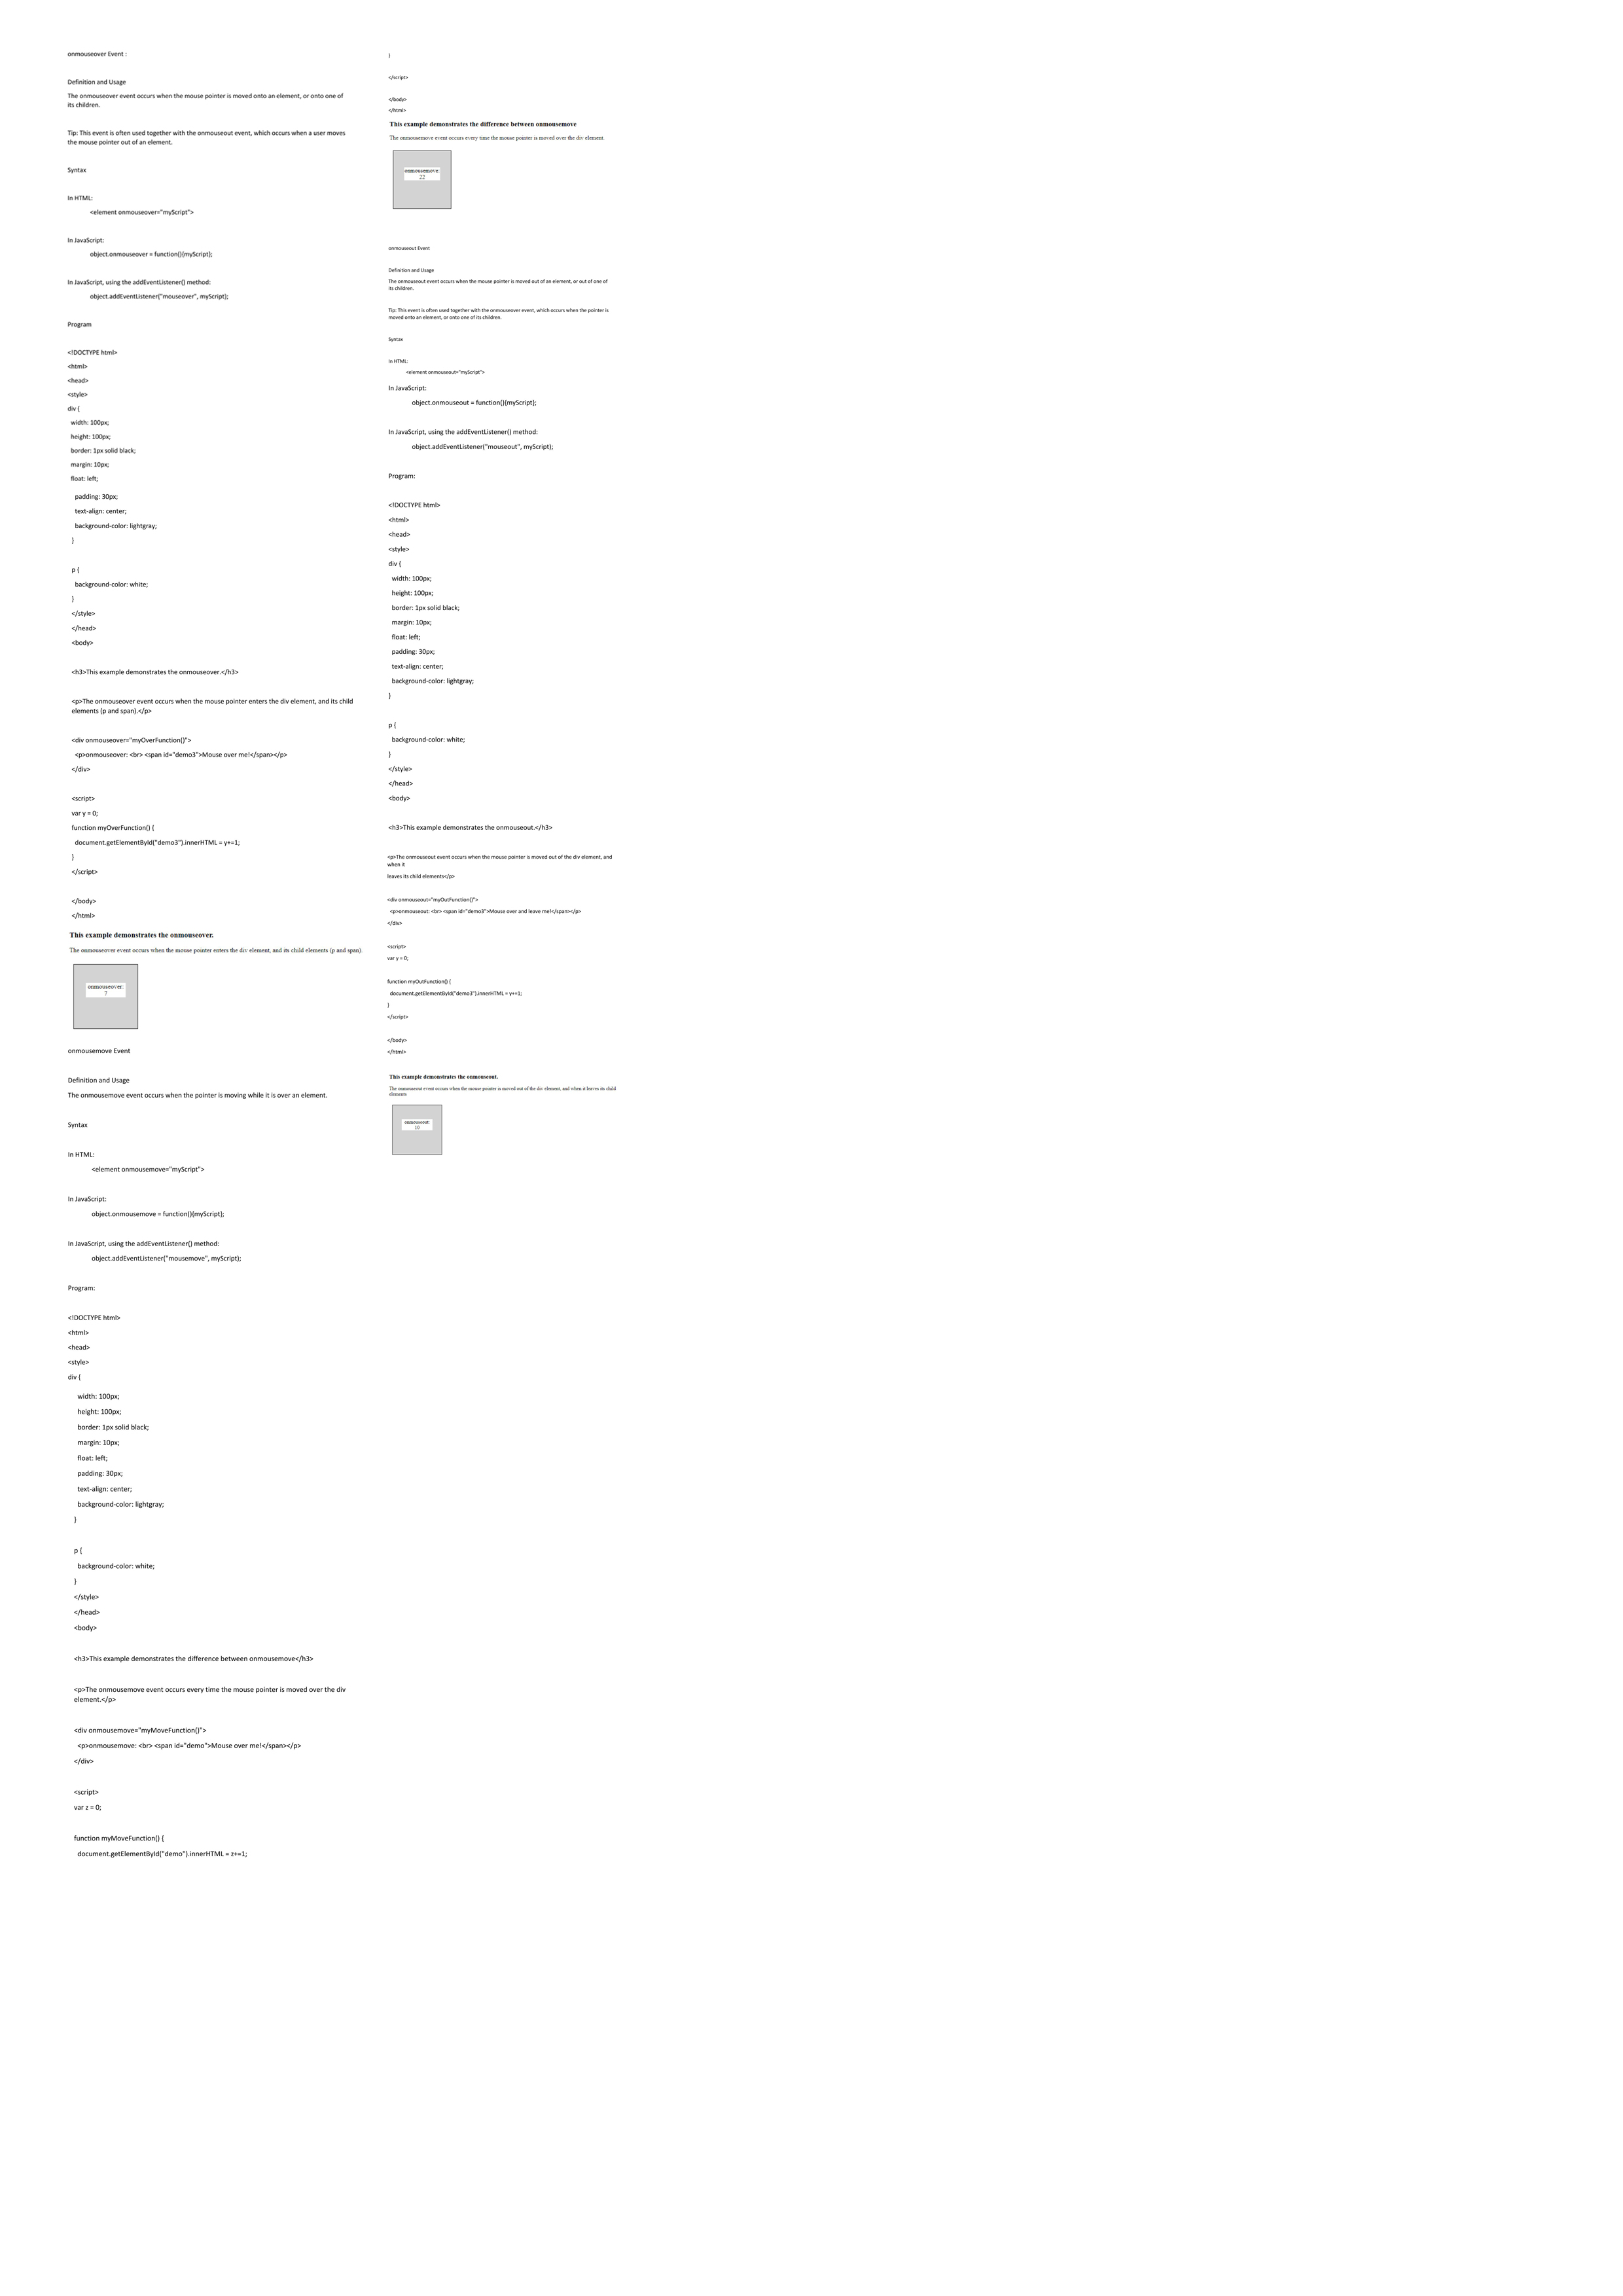 onmouseover Event :
Definition and Usage
The onmouseover event occurs when the mouse pointer is moved onto an element, or onto one of
its children.
Tip: This event is often used together with the onmouseout event, which occurs when a user moves
the mouse pointer out of an element.
Syntax
In HTML:
<element onmouseover="myScript">
In JavaScript:
object.onmouseover = function(){myScript};
In JavaScript, using the addEventListener() method:
object.addEventListener("mouseover", myScript);
Program
<!DOCTYPE html>
<html>
<head>
<style>
div {
width: 100px;
height: 100px;
border: 1px solid black;
margin: 10px;
float: left;
padding: 30px;
text-align: center;
background-color: lightgray;
}
p {
background-color: white;
}
</style>
</head>
<body>
<h3>This example demonstrates the onmouseover.</h3>
<p>The onmouseover event occurs when the mouse pointer enters the div element, and its child
elements (p and span).</p>
<div onmouseover="myOverFunction()">
<p>onmouseover: <br> <span id="demo3">Mouse over me!</span></p>
</div>
<script>
var y = 0;
function myOverFunction() {
document.getElementById("demo3").innerHTML = y+=1;
}
</script>
</body>
</html>
This example demonstrates the onmouseover.
The onmouseover event occurs when the mouse pointer enters the div element, and its child elements (p and span).
onmouseover:
7
onmousemove Event
Definition and Usage
The onmousemove event occurs when the pointer is moving while it is over an element.
Syntax
In HTML:
<element onmousemove="myScript">
In JavaScript:
object.onmousemove = function(){myScript};
In JavaScript, using the addEventListener() method:
object.addEventListener("mousemove", myScript);
Program:
<!DOCTYPE html>
<html>
<head>
<style>
div {
width: 100px;
height: 100px;
border: 1px solid black;
margin: 10px;
float: left;
padding: 30px;
text-align: center;
background-color: lightgray;
}
p {
background-color: white;
}
</style>
</head>
<body>
<h3>This example demonstrates the difference between onmousemove</h3>
<p>The onmousemove event occurs every time the mouse pointer is moved over the div
element.</p>
<div onmousemove="myMoveFunction()">
<p>onmousemove: <br> <span id="demo">Mouse over me!</span></p>
</div>
<script>
var z = 0;
function myMoveFunction() {
document.getElementById("demo").innerHTML = z+=1;
}
</script>
</body>
</html>
This example demonstrates the difference between onmousemove
The onmousemove event occurs every time the mouse pointer is moved over the div element.
onmousemove:
22
onmouseout Event
Definition and Usage
The onmouseout event occurs when the mouse pointer is moved out of an element, or out of one of
its children.
Tip: This event is often used together with the onmouseover event, which occurs when the pointer is
moved onto an element, or onto one of its children.
Syntax
In HTML:
<element onmouseout="myScript">
In JavaScript:
object.onmouseout = function(){myScript};
In JavaScript, using the addEventListener() method:
object.addEventListener("mouseout", myScript);
Program:
<!DOCTYPE html>
<html>
<head>
<style>
div {
width: 100px;
height: 100px;
border: 1px solid black;
margin: 10px;
float: left;
padding: 30px;
text-align: center;
background-color: lightgray;
}
p {
background-color: white;
}
</style>
</head>
<body>
<h3>This example demonstrates the onmouseout.</h3>
<p>The onmouseout event occurs when the mouse pointer is moved out of the div element, and
when it
leaves its child elements</p>
<div onmouseout="myOutFunction()">
<p>onmouseout: <br> <span id="demo3">Mouse over and leave me!</span></p>
</div>
<script>
var y = 0;
function myOutFunction() {
document.getElementById("demo3").innerHTML = y+=1;
}
</script>
</body>
</html>
This example demonstrates the onmouseout.
The onmouseout event occurs when the mouse pointer is moved out of the div element, and when it leaves its child
elements
onmouseout:
10